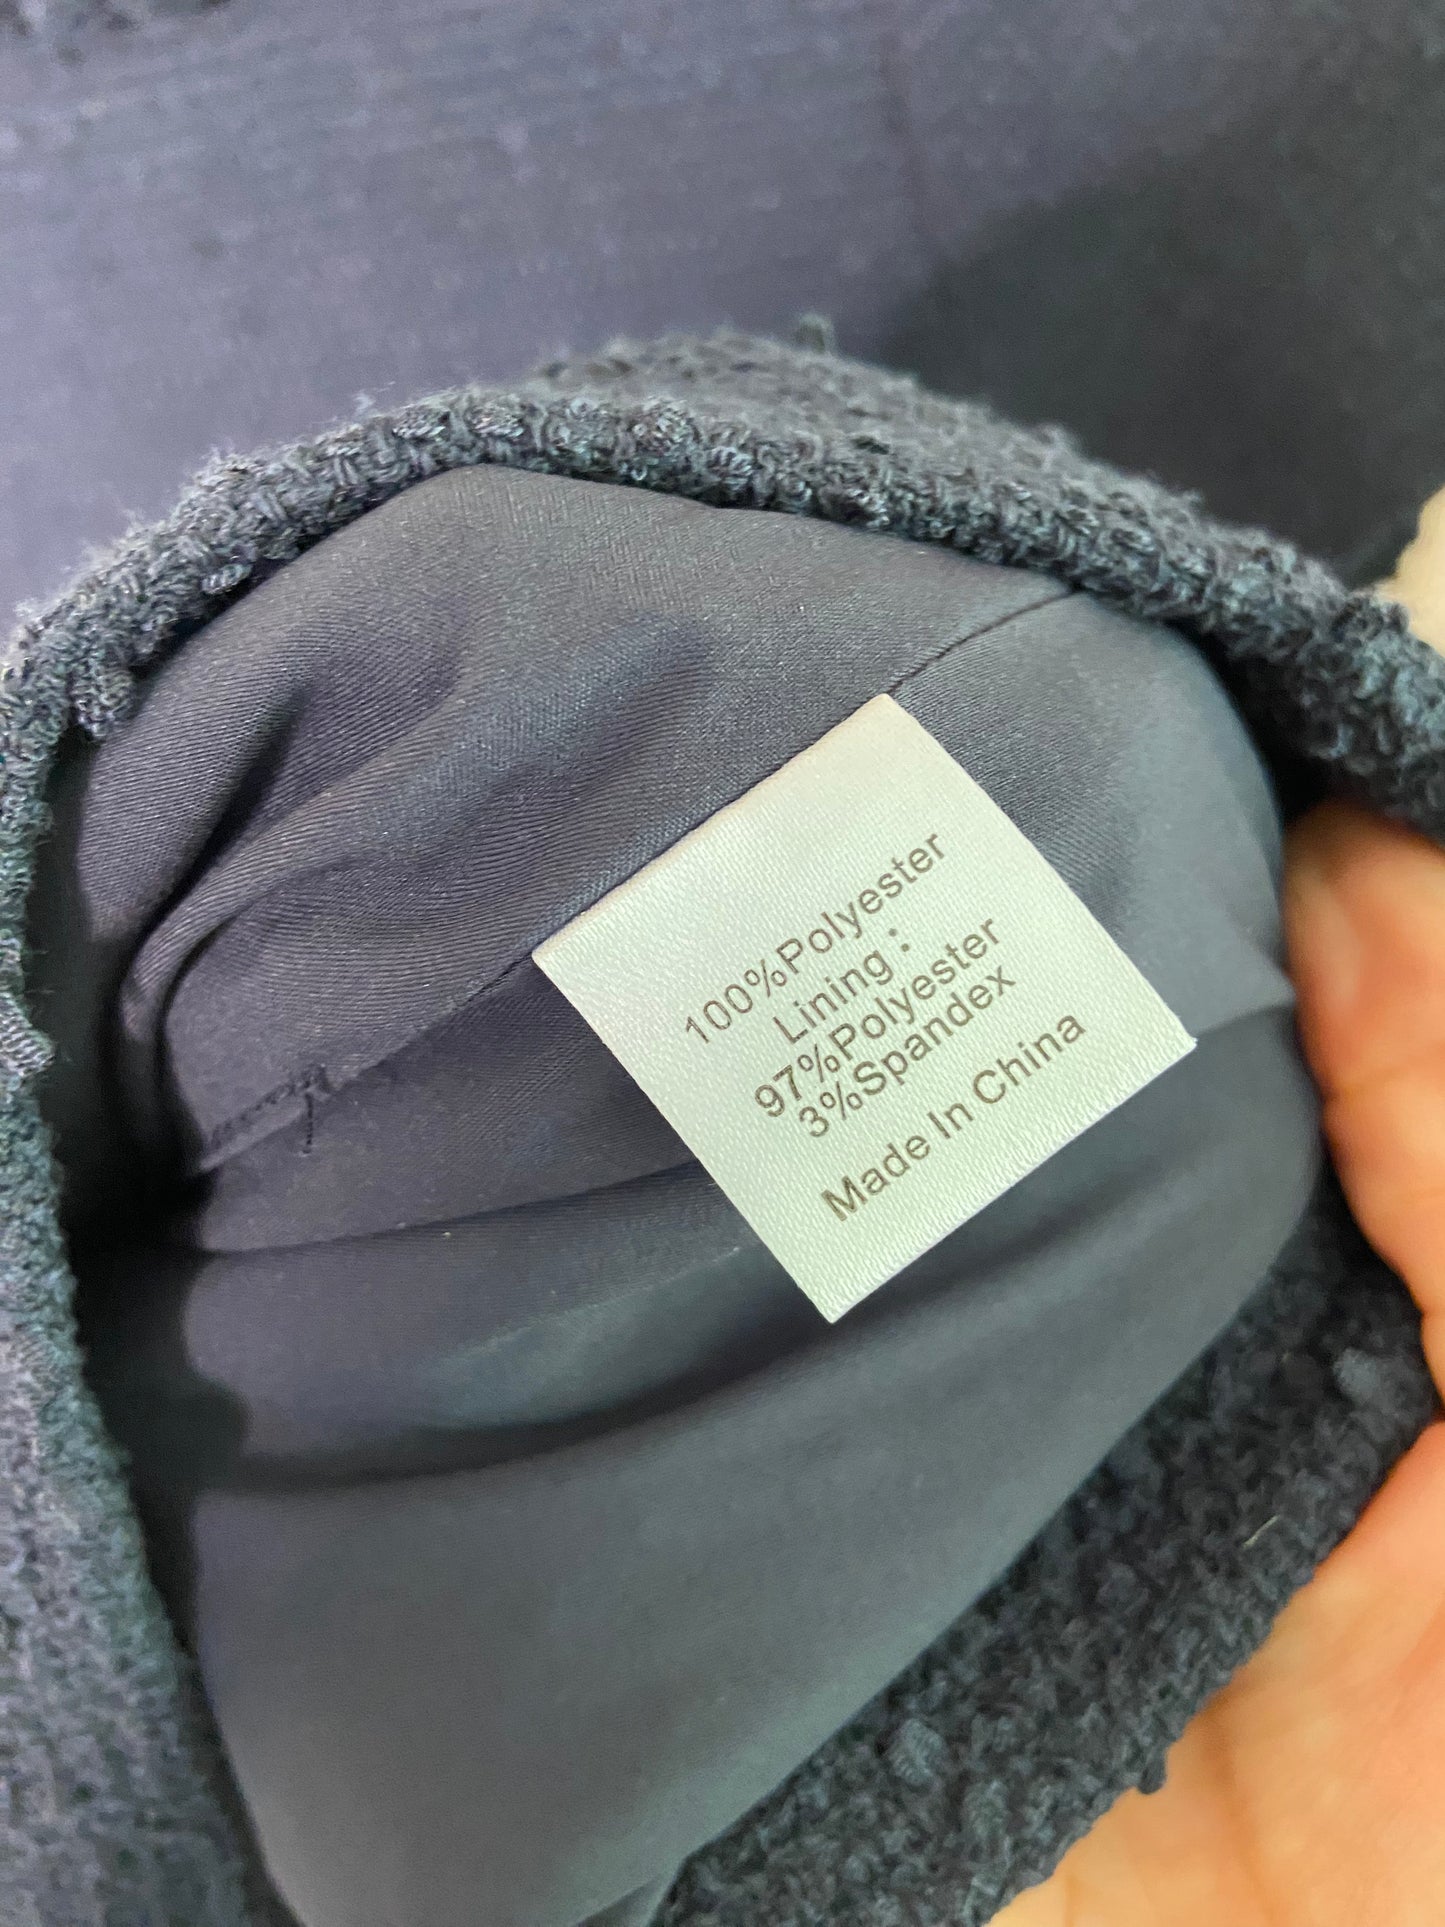 100%Polyester
Lining :
97%Polyester
3%Spandex
Made In China